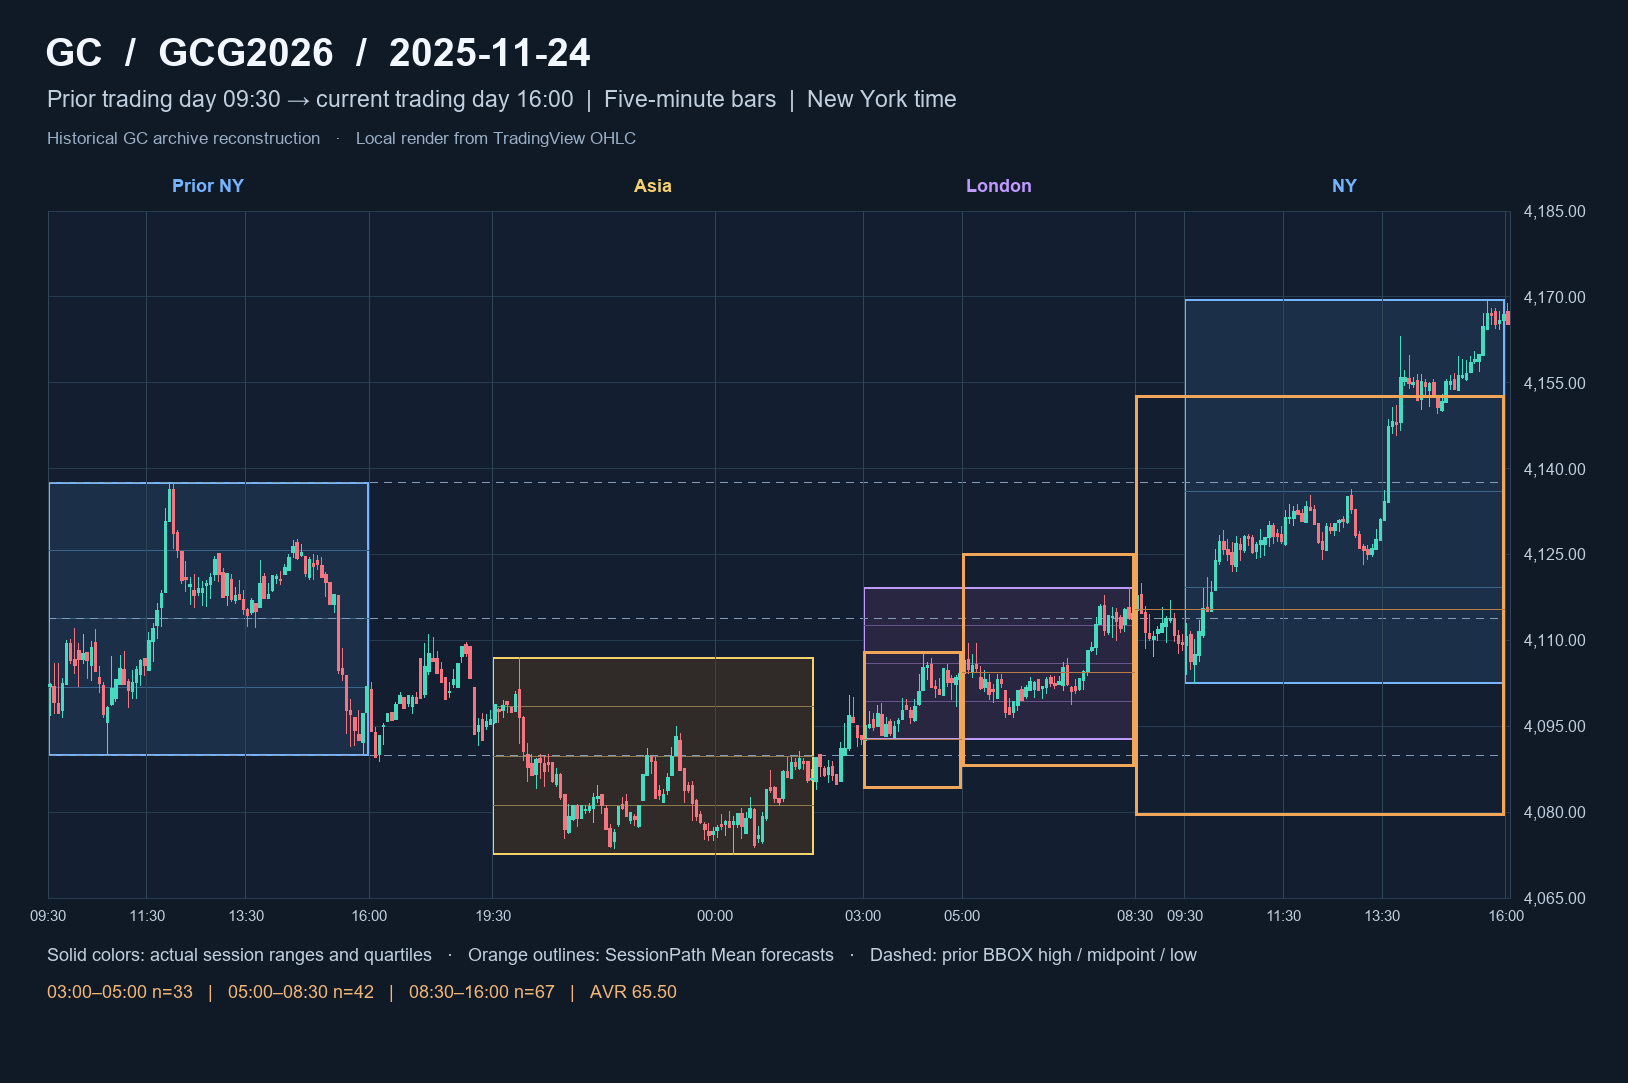 GC / GCG2026 / 2025-11-24
Prior trading day 09:30 → current trading day 16:00 | Five-minute bars | New York time
Historical GC archive reconstruction · Local render from TradingView OHLC
Prior NY Asia London NY
4,185.00
4,170.00
4,155.00
4,140.00
4,125.00
4,110.00
4,095.00
4,080.00
4,065.00
09:30 11:30 13:30 16:00 19:30 00:00 03:00 05:00 08:30 09:30 11:30 13:30 16:00
Solid colors: actual session ranges and quartiles · Orange outlines: SessionPath Mean forecasts · Dashed: prior BBOX high / midpoint / low
03:00–05:00 n=33 | 05:00–08:30 n=42 | 08:30–16:00 n=67 | AVR 65.50